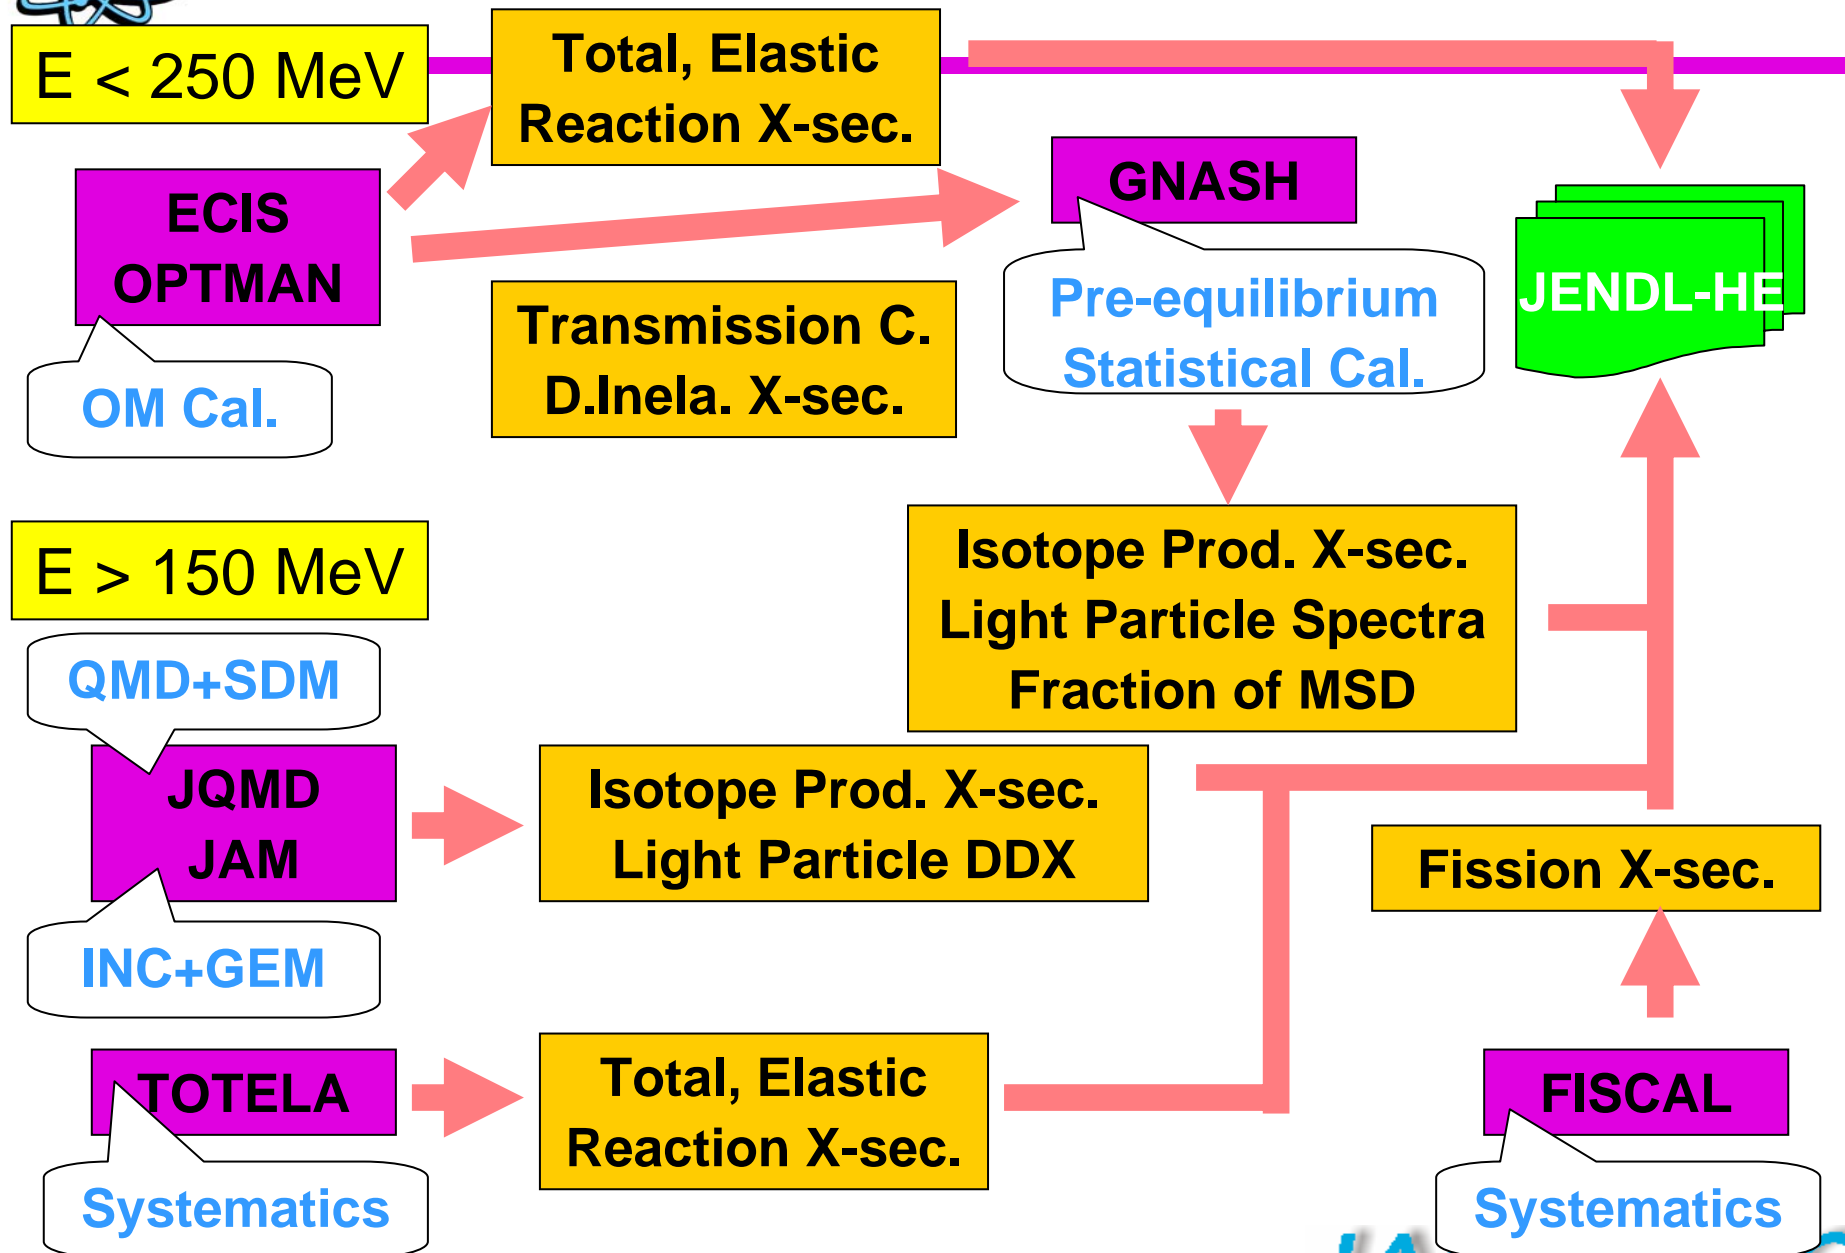 E < 250 MeV
Total, Elastic
Reaction X-sec.
ECIS
OPTMAN
OM Cal.
GNASH
Pre-equilibrium
Statistical Cal.
Transmission C.
D.Inela. X-sec.
JENDL-HE
E > 150 MeV
Isotope Prod. X-sec.
Light Particle Spectra
Fraction of MSD
QMD+SDM
JQMD
JAM
INC+GEM
Isotope Prod. X-sec.
Light Particle DDX
Fission X-sec.
TOTELA
Systematics
Total, Elastic
Reaction X-sec.
FISCAL
Systematics